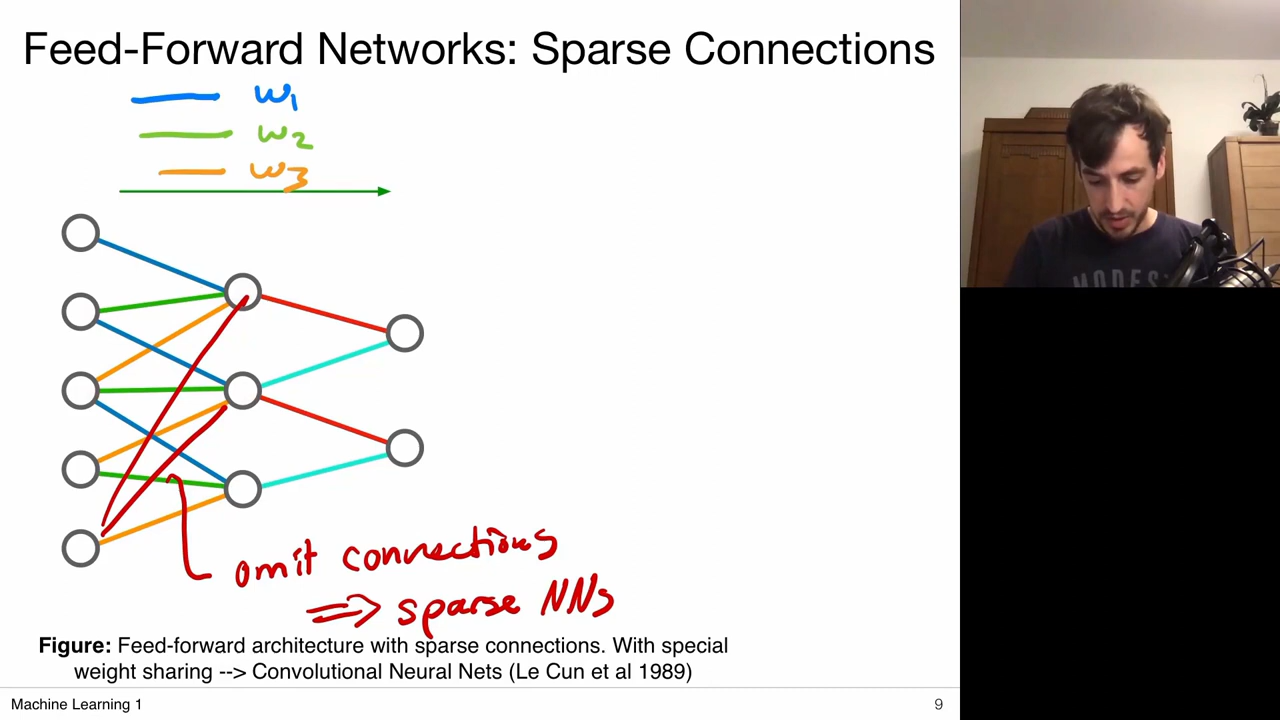 Feed-Forward Networks: Sparse Connections
w1
w2
w3
omit connections
=> sparse NNs
Figure: Feed-forward architecture with sparse connections. With special
weight sharing --> Convolutional Neural Nets (Le Cun et al 1989)
Machine Learning 1
9
MODEST